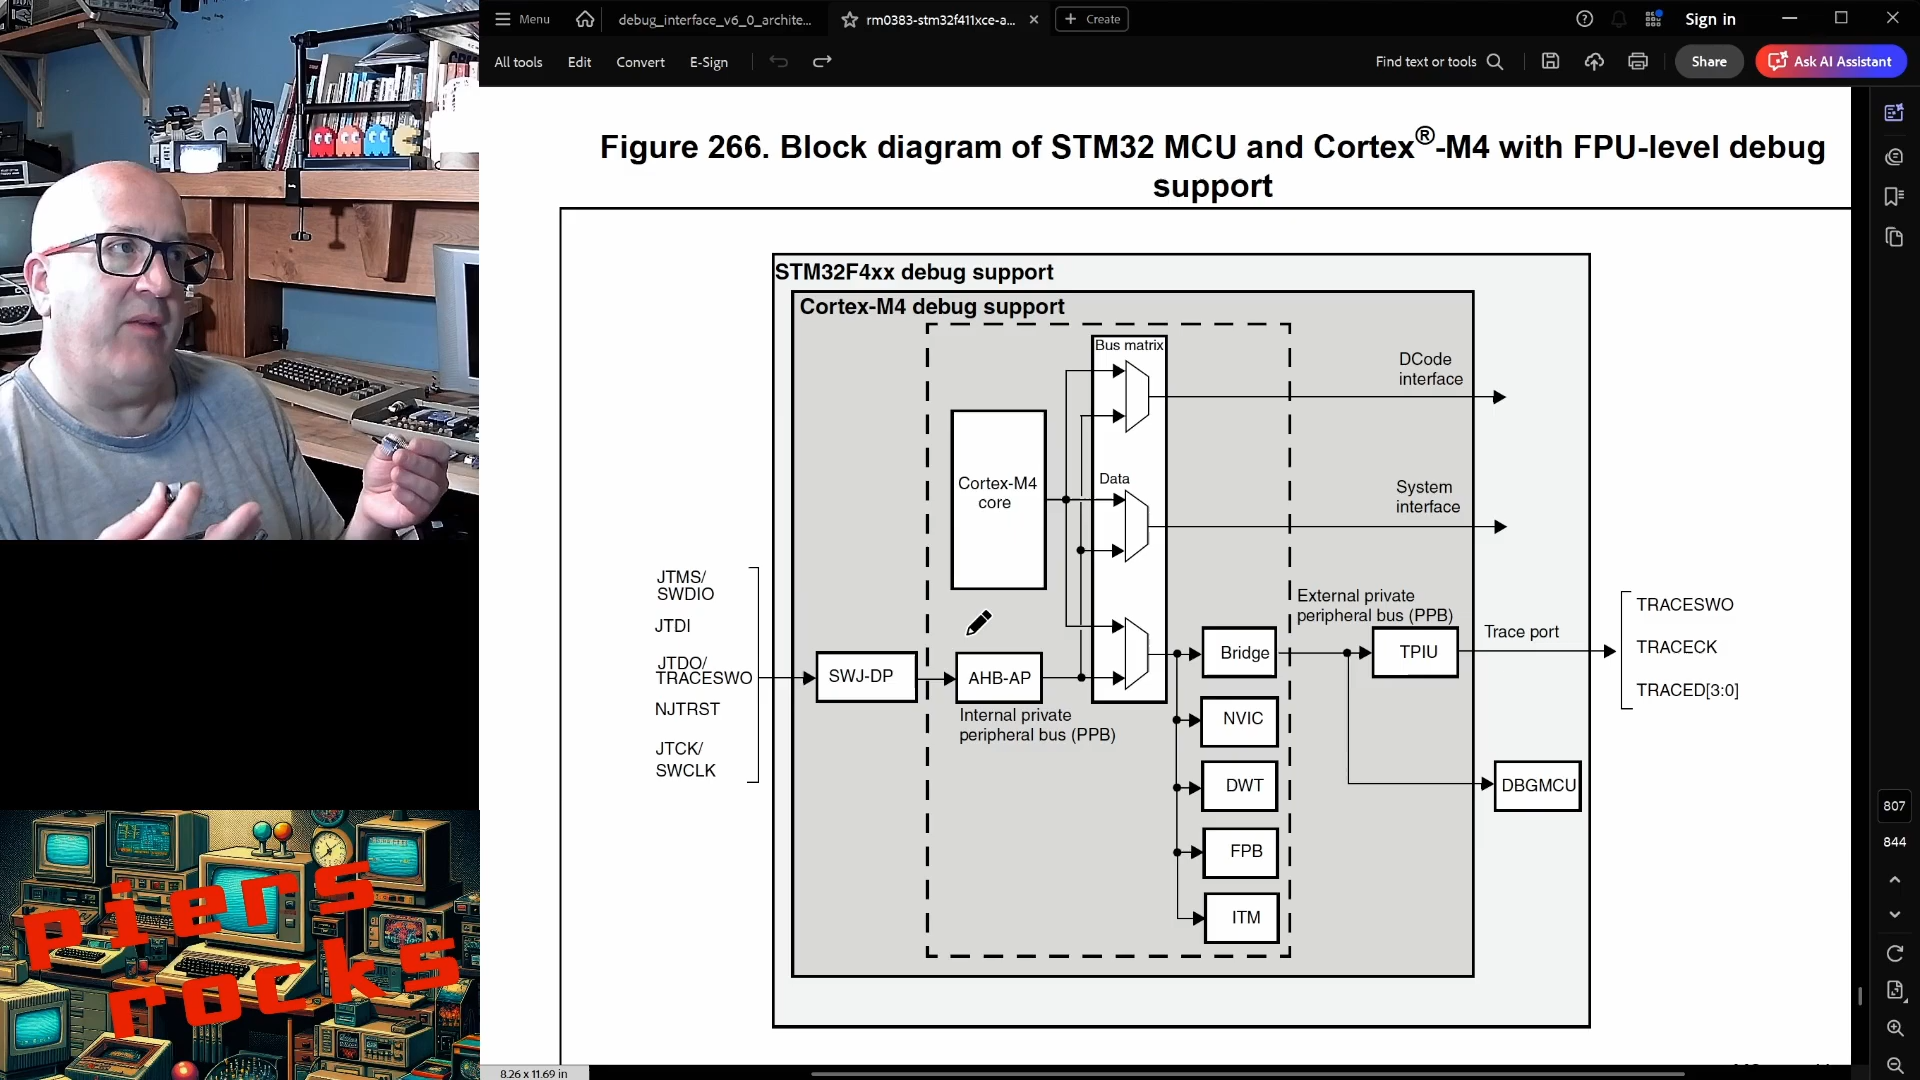 Menu
debug_interface_v6_0_archite...
rm0383-stm32f411xce-a...
Create
Sign in
All tools
Edit
Convert
E-Sign
Find text or tools
Share
Ask AI Assistant
Figure 266. Block diagram of STM32 MCU and Cortex®-M4 with FPU-level debug
support
STM32F4xx debug support
Cortex-M4 debug support
Bus matrix
DCode
interface
Cortex-M4
core
Data
System
interface
JTMS/
SWDIO
JTDI
JTDO/
TRACESWO
NJTRST
JTCK/
SWCLK
SWJ-DP
AHB-AP
Internal private
peripheral bus (PPB)
Bridge
NVIC
DWT
FPB
ITM
External private
peripheral bus (PPB)
TPIU
Trace port
DBGMCU
TRACESWO
TRACECK
TRACED[3:0]
807
844
8.26 x 11.69 in
piers
rocks